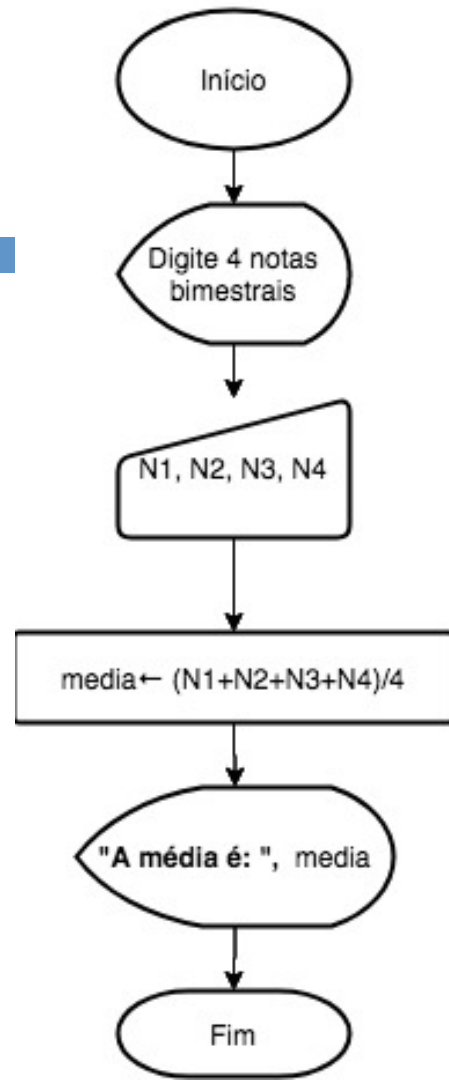 Início
Digite 4 notas
bimestrais
N1, N2, N3, N4
media← (N1+N2+N3+N4)/4
"A média é: ", media
Fim